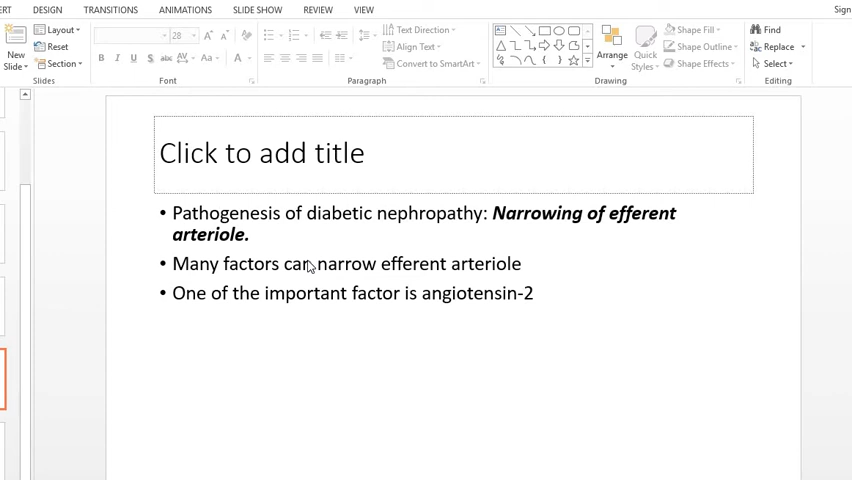 ERT DESIGN TRANSITIONS ANIMATIONS SLIDE SHOW REVIEW VIEW Sign
Layout
Reset
New
Slide
Section
Slides
28
A A
B I U S abc AV Aa A
Font
Text Direction
Align Text
Convert to SmartArt
Paragraph
Arrange
Quick
Styles
Shape Fill
Shape Outline
Shape Effects
Drawing
Find
Replace
Select
Editing
Click to add title
• Pathogenesis of diabetic nephropathy: Narrowing of efferent
arteriole.
• Many factors can narrow efferent arteriole
• One of the important factor is angiotensin-2